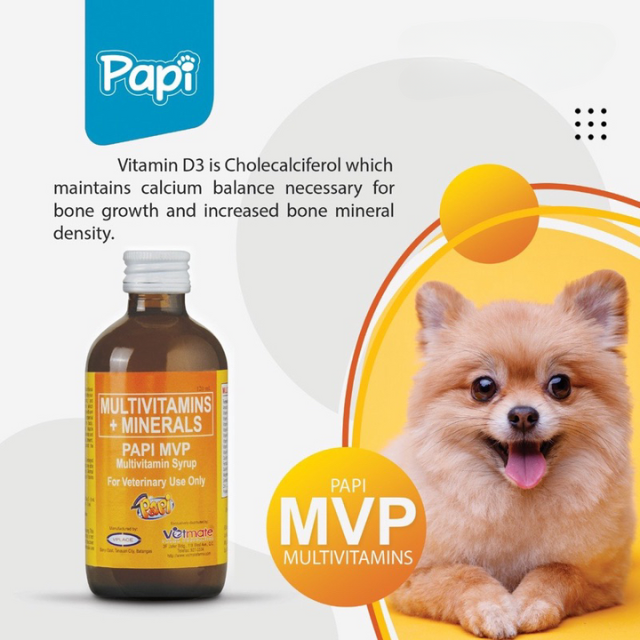 Papi
Vitamin D3 is Cholecalciferol which
maintains calcium balance necessary for
bone growth and increased bone mineral
density.
MULTIVITAMINS
+ MINERALS
PAPI MVP
Multivitamin Syrup
For Veterinary Use Only
Papi
Vetmate
PAPI
MVP
MULTIVITAMINS